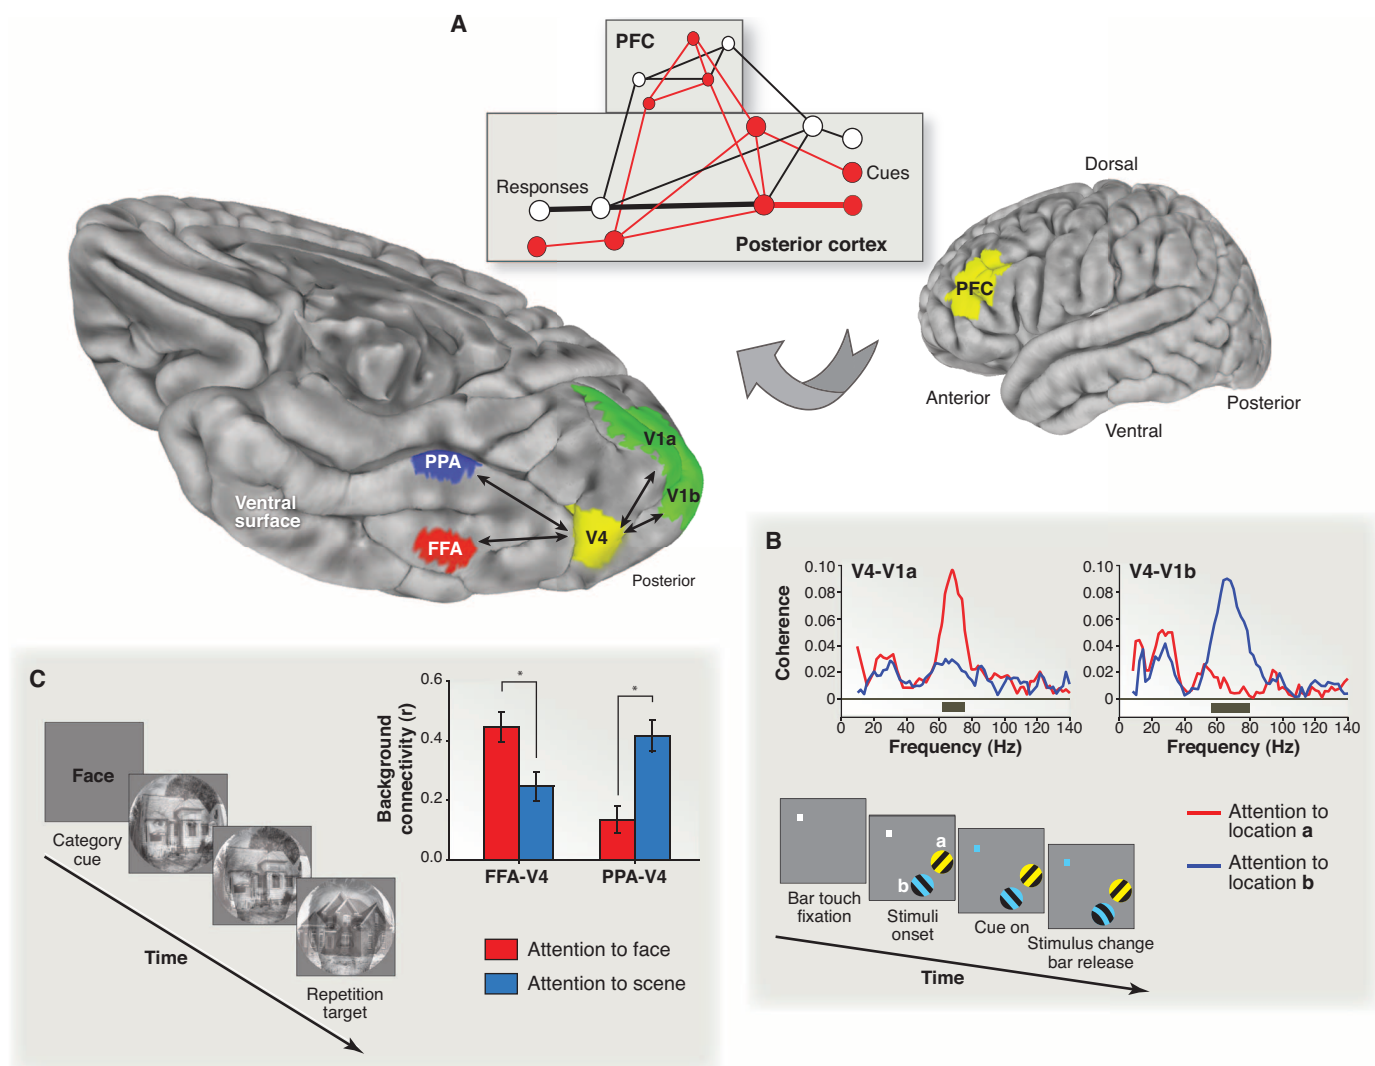 A
PFC
Responses
Cues
Posterior cortex
Dorsal
PFC
Anterior
Posterior
Ventral
V1a
PPA
V1b
Ventral
surface
V4
FFA
Posterior
B
V4-V1a
Coherence
0.10
0.10
0.08
0.06
0.04
0.02
0
0
20
40
60
80
100
120
140
Frequency (Hz)
V4-V1b
0.10
0.10
0.08
0.06
0.04
0.02
0
0
20
40
60
80
100
120
140
Frequency (Hz)
a
b
Bar touch
fixation
Stimuli
onset
Cue on
Stimulus change
bar release
Time
Attention to
location a
Attention to
location b
C
Face
Category
cue
Time
Repetition
target
Background
connectivity (r)
0.6
0.4
0.2
0.0
*
*
FFA-V4
PPA-V4
Attention to face
Attention to scene